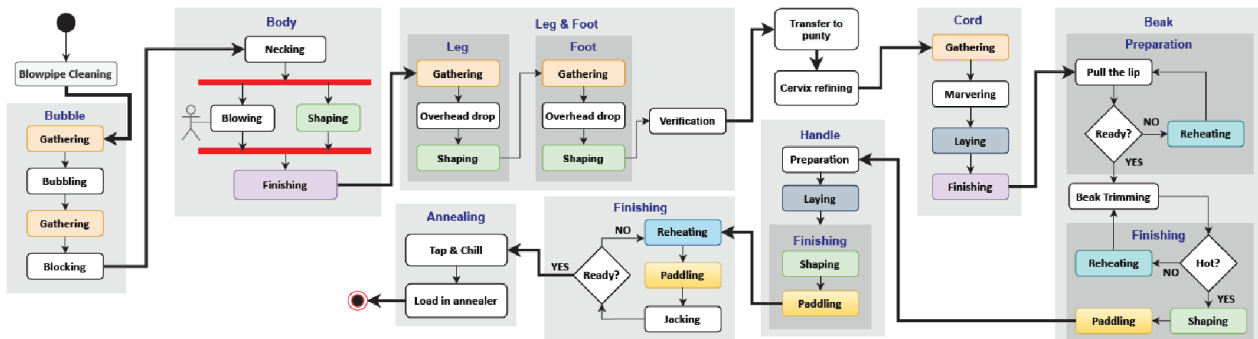 Blowpipe Cleaning
Bubble
Gathering
Bubbling
Gathering
Blocking
Body
Necking
Blowing
Shaping
Finishing
Leg & Foot
Leg
Gathering
Overhead drop
Shaping
Foot
Gathering
Overhead drop
Shaping
Verification
Transfer to
punty
Cervix refining
Cord
Gathering
Marvering
Laying
Finishing
Beak
Preparation
Pull the lip
Ready?
NO
Reheating
YES
Beak Trimming
Finishing
Hot?
NO
Reheating
YES
Shaping
Paddling
Handle
Preparation
Laying
Finishing
Shaping
Paddling
Finishing
Reheating
Paddling
Jacking
Ready?
NO
YES
Annealing
Tap & Chill
Load in annealer